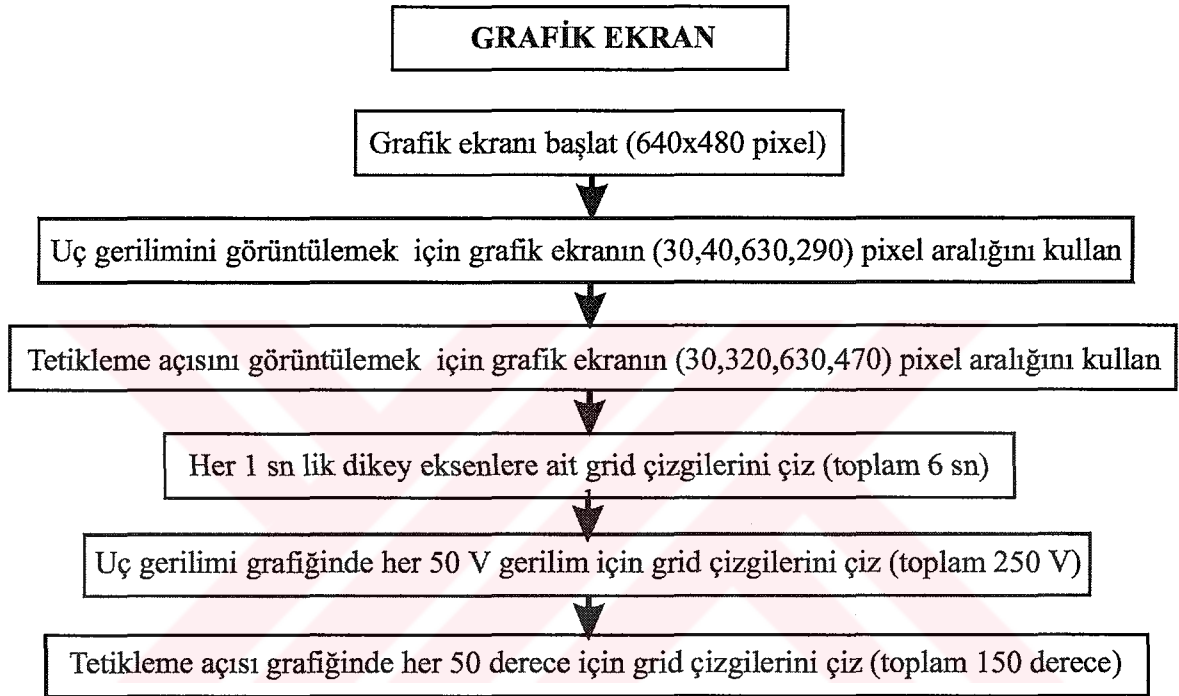 GRAFİK EKRAN
Grafik ekranı başlat (640x480 pixel)
Uç gerilimini görüntülemek için grafik ekranın (30,40,630,290) pixel aralığını kullan
Tetikleme açısını görüntülemek için grafik ekranın (30,320,630,470) pixel aralığını kullan
Her 1 sn lik dikey eksenlere ait grid çizgilerini çiz (toplam 6 sn)
Uç gerilimi grafiğinde her 50 V gerilim için grid çizgilerini çiz (toplam 250 V)
Tetikleme açısı grafiğinde her 50 derece için grid çizgilerini çiz (toplam 150 derece)